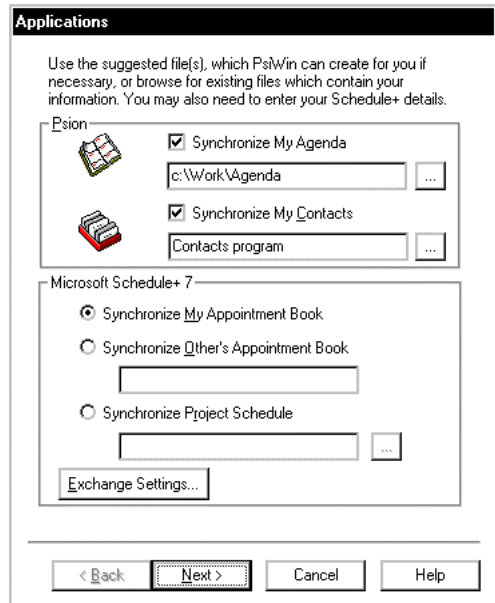 Applications
Use the suggested file(s), which PsiWin can create for you if
necessary, or browse for existing files which contain your
information. You may also need to enter your Schedule+ details.
Psion
Synchronize My Agenda
c:\Work\Agenda
...
Synchronize My Contacts
Contacts program
...
Microsoft Schedule+ 7
Synchronize My Appointment Book
Synchronize Other's Appointment Book
Synchronize Project Schedule
...
Exchange Settings...
< Back Next > Cancel Help